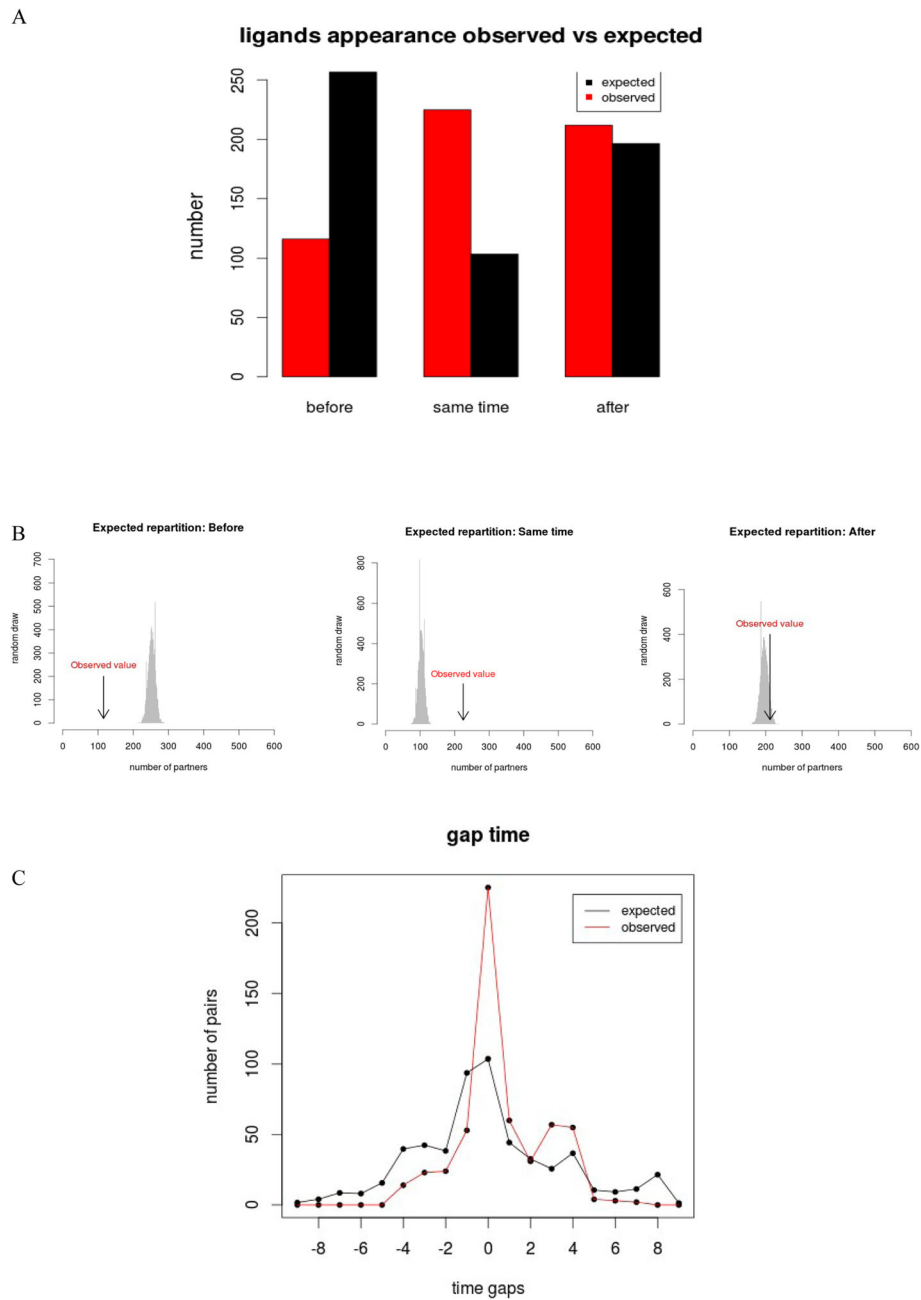 A
ligands appearance observed vs expected
number
0
50
100
150
200
250
expected
observed
before
same time
after
B
Expected repartition: Before
random draw
0
100
200
300
400
500
600
700
Observed value
0 100 200 300 400 500 600
number of partners
Expected repartition: Same time
random draw
0
200
400
600
800
Observed value
0 100 200 300 400 500 600
number of partners
Expected repartition: After
random draw
0
200
400
600
Observed value
0 100 200 300 400 500 600
number of partners
C
gap time
number of pairs
0
50
100
150
200
expected
observed
-8 -6 -4 -2 0 2 4 6 8
time gaps